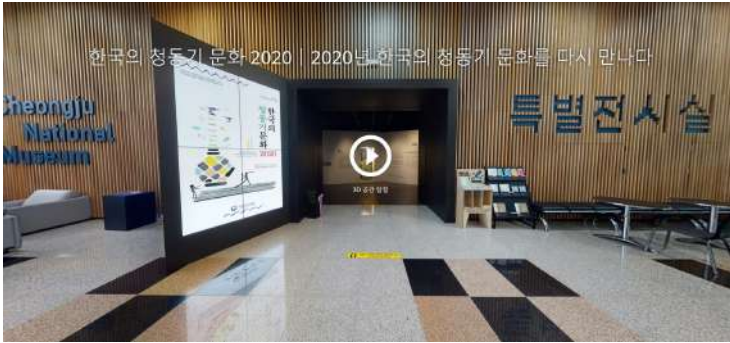 한국의 청동기 문화 2020 | 2020년 한국의 청동기 문화를 다시 만나다
Cheongju
National
Museum
한국의
청동기문화
2020
특별전시실
3D 공간 탐험